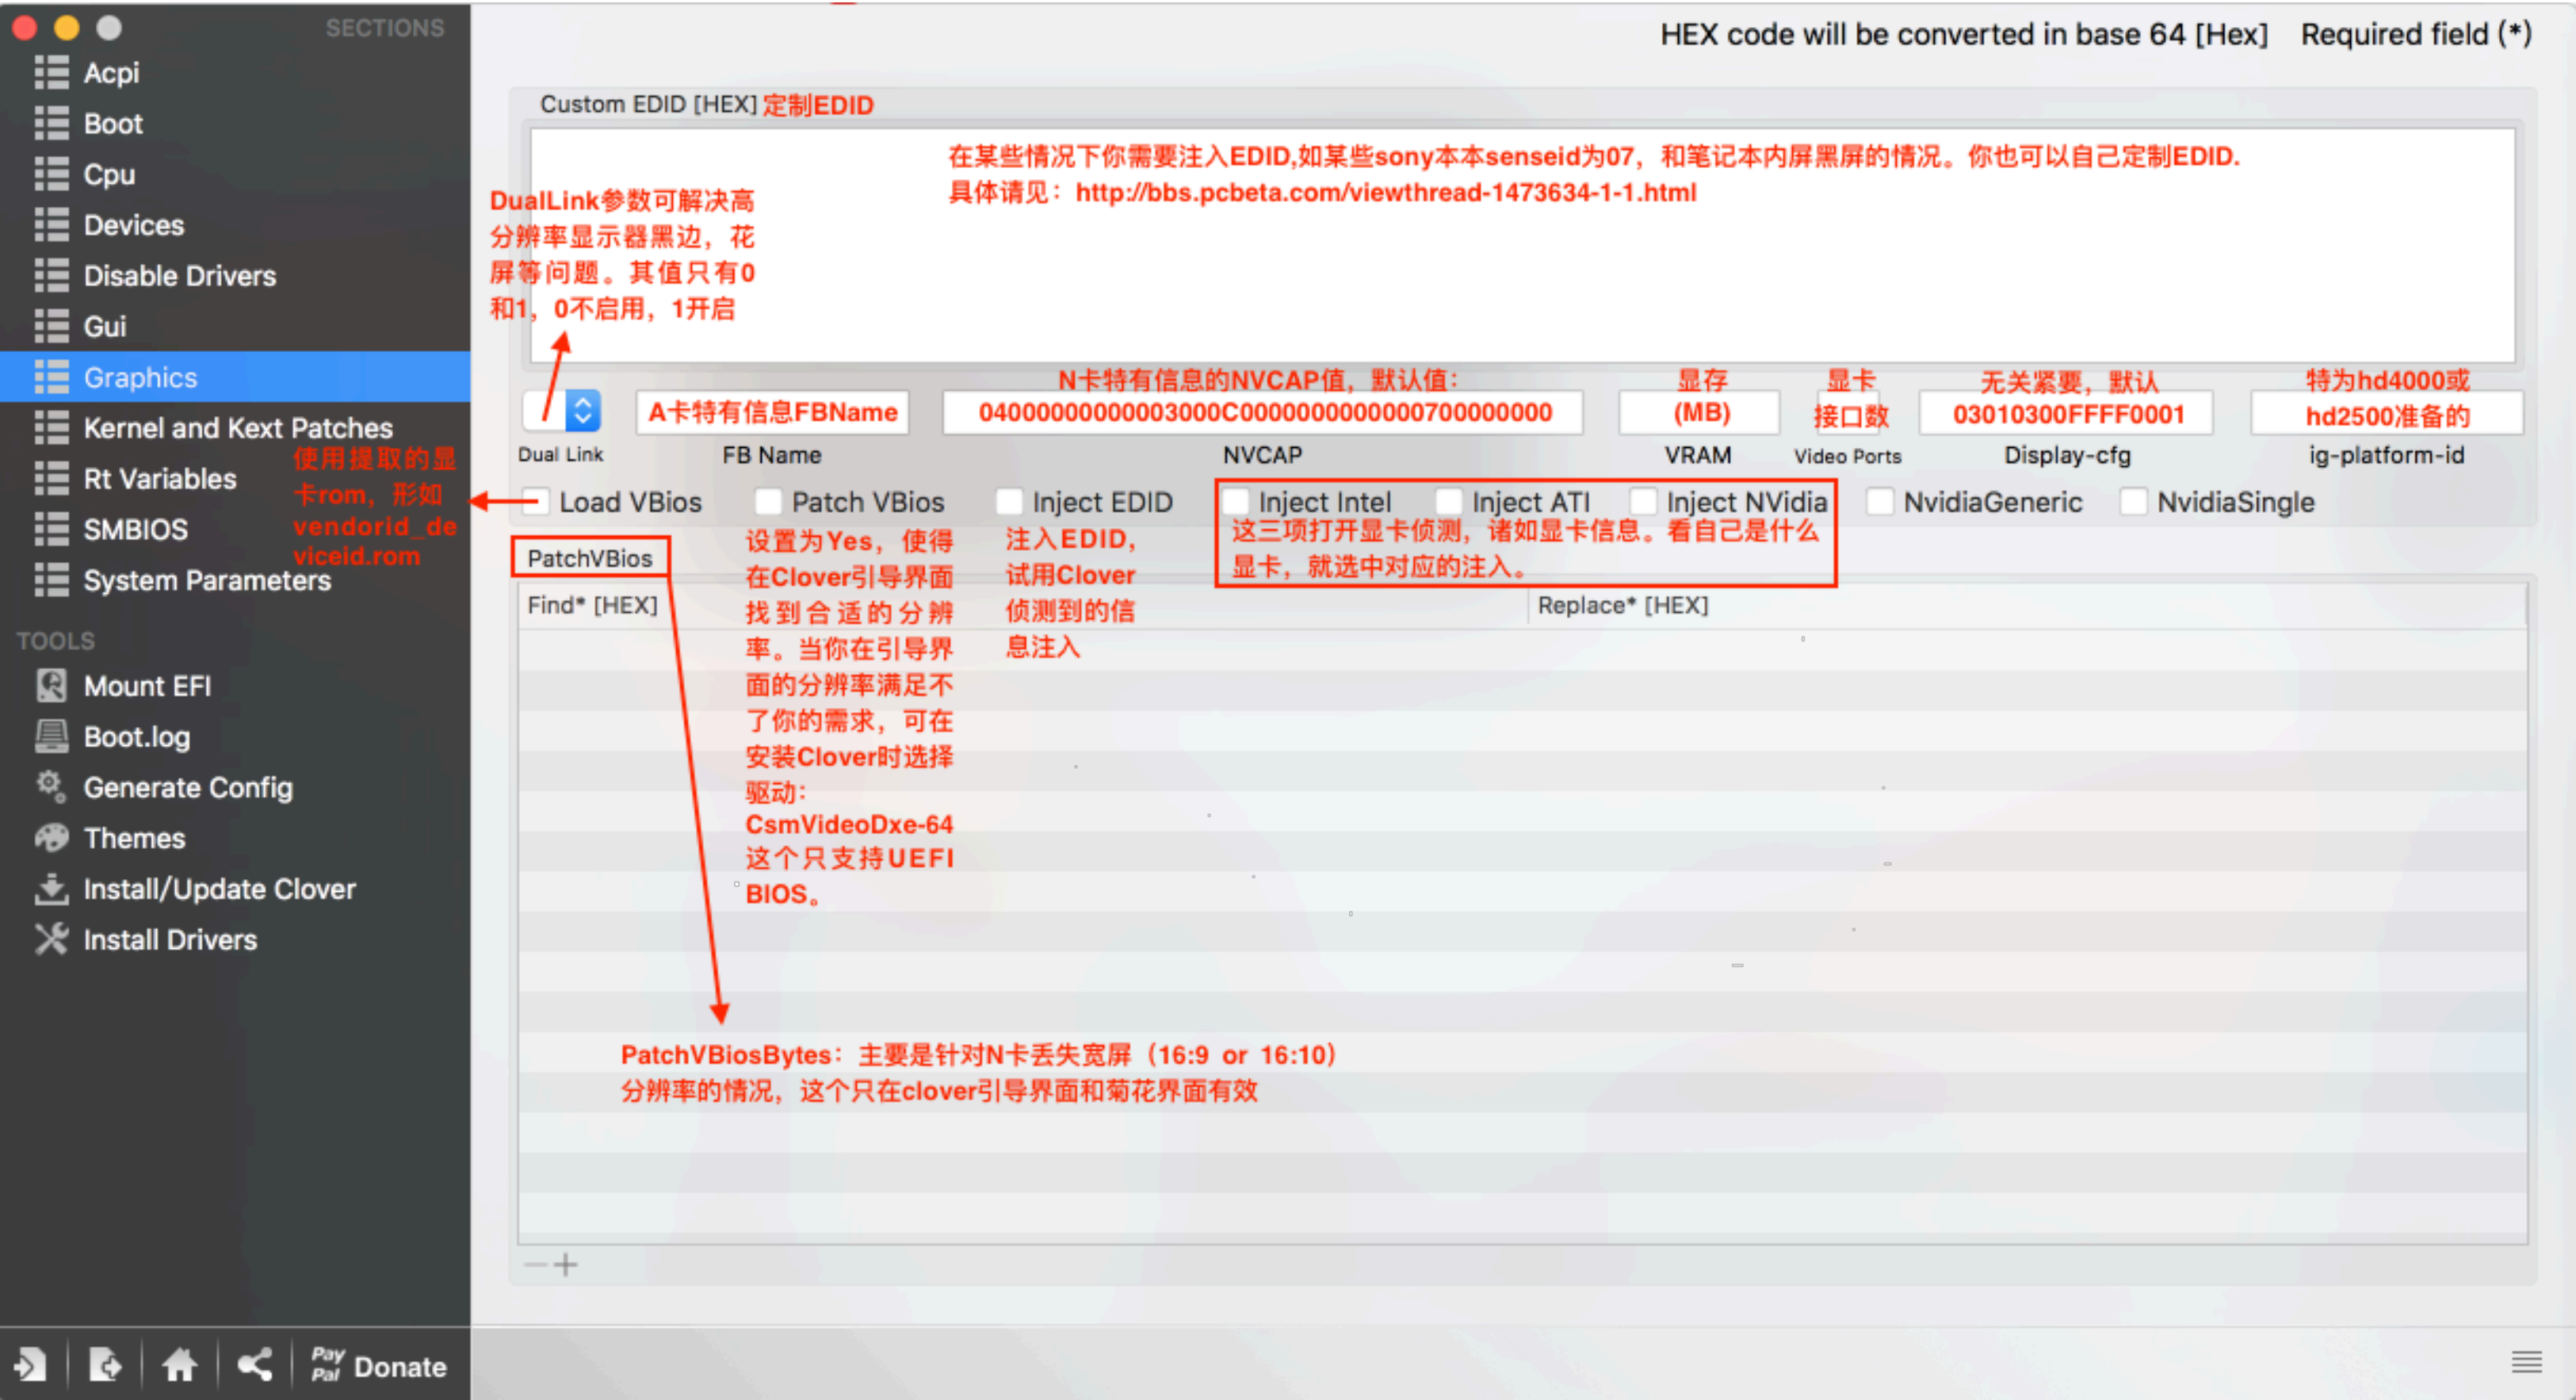 SECTIONS
Acpi
Boot
Cpu
Devices
Disable Drivers
Gui
Graphics
Kernel and Kext Patches
Rt Variables
SMBIOS
System Parameters
使用提取的显
卡rom，形如
vendorid_de
viceid.rom
TOOLS
Mount EFI
Boot.log
Generate Config
Themes
Install/Update Clover
Install Drivers
Pay
Pal Donate
HEX code will be converted in base 64 [Hex] Required field (*)
Custom EDID [HEX] 定制EDID
在某些情况下你需要注入EDID,如某些sony本本senseid为07，和笔记本内屏黑屏的情况。你也可以自己定制EDID.
具体请见：http://bbs.pcbeta.com/viewthread-1473634-1-1.html
DualLink参数可解决高
分辨率显示器黑边，花
屏等问题。其值只有0
和1，0不启用，1开启
N卡特有信息的NVCAP值，默认值：
显存
显卡
无关紧要，默认
特为hd4000或
A卡特有信息FBName
04000000000003000C0000000000000700000000
(MB)
接口数
03010300FFFF0001
hd2500准备的
Dual Link
FB Name
NVCAP
VRAM
Video Ports
Display-cfg
ig-platform-id
Load VBios
Patch VBios
Inject EDID
Inject Intel
Inject ATI
Inject NVidia
NvidiaGeneric
NvidiaSingle
这三项打开显卡侦测，诸如显卡信息。看自己是什么
显卡，就选中对应的注入。
PatchVBios
Find* [HEX]
Replace* [HEX]
设置为Yes，使得
在Clover引导界面
找到合适的分辨
率。当你在引导界
面的分辨率满足不
了你的需求，可在
安装Clover时选择
驱动：
CsmVideoDxe-64
这个只支持UEFI
BIOS。
注入EDID，
试用Clover
侦测到的信
息注入
PatchVBiosBytes：主要是针对N卡丢失宽屏（16:9 or 16:10）
分辨率的情况，这个只在clover引导界面和菊花界面有效